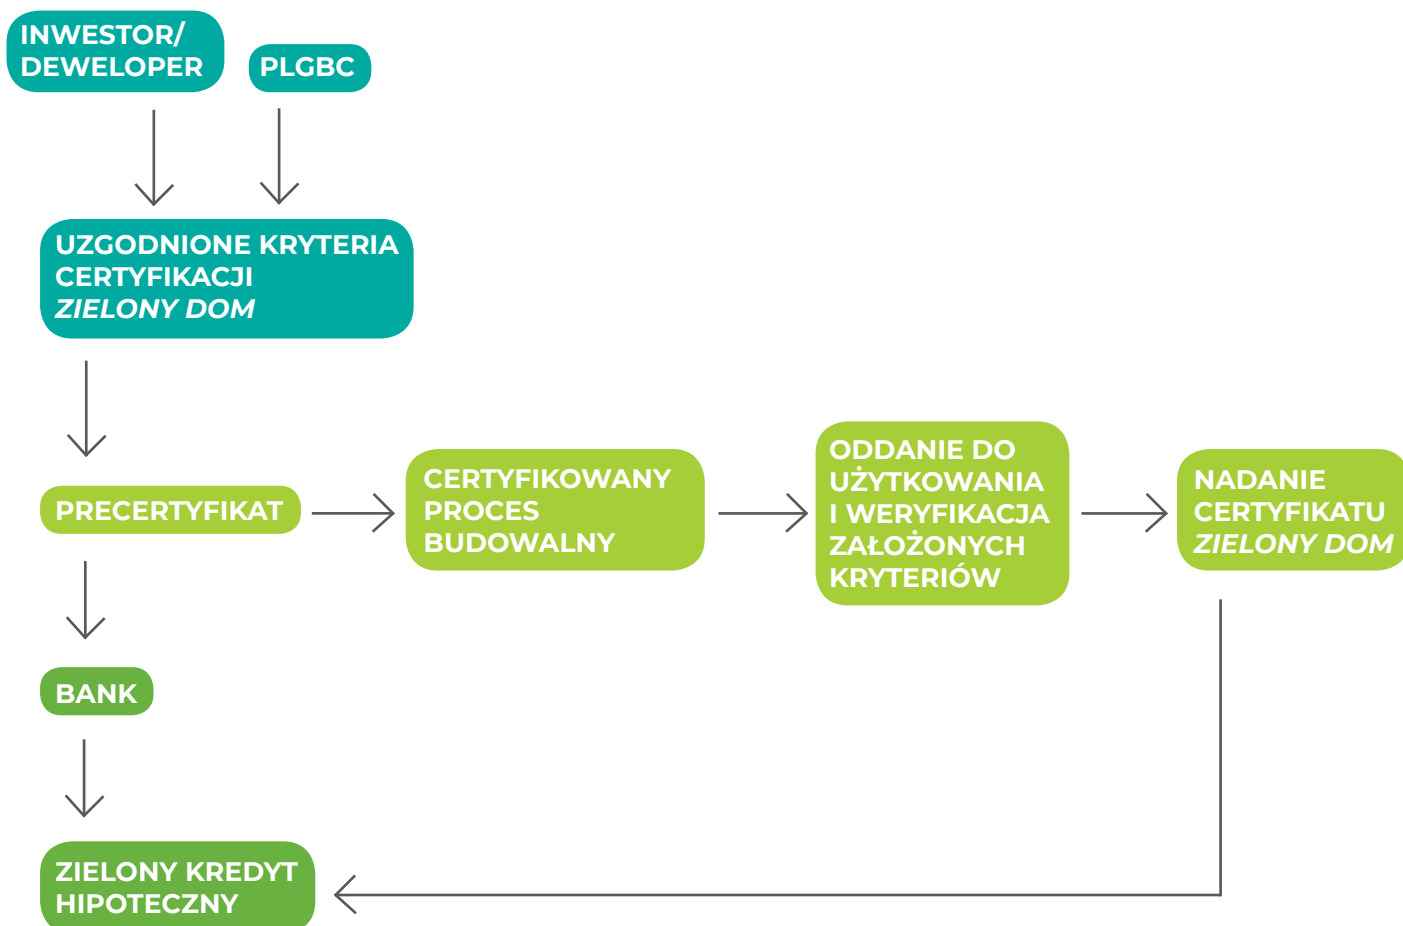 INWESTOR/
DEWELOPER
PLGBC
UZGODNIONE KRYTERIA
CERTYFIKACJI
ZIELONY DOM
PRECERTYFIKAT
CERTYFIKOWANY
PROCES
BUDOWALNY
ODDANIE DO
UŻYTKOWANIA
I WERYFIKACJA
ZAŁOŻONYCH
KRYTERIÓW
NADANIE
CERTYFIKATU
ZIELONY DOM
BANK
ZIELONY KREDYT
HIPOTECZNY